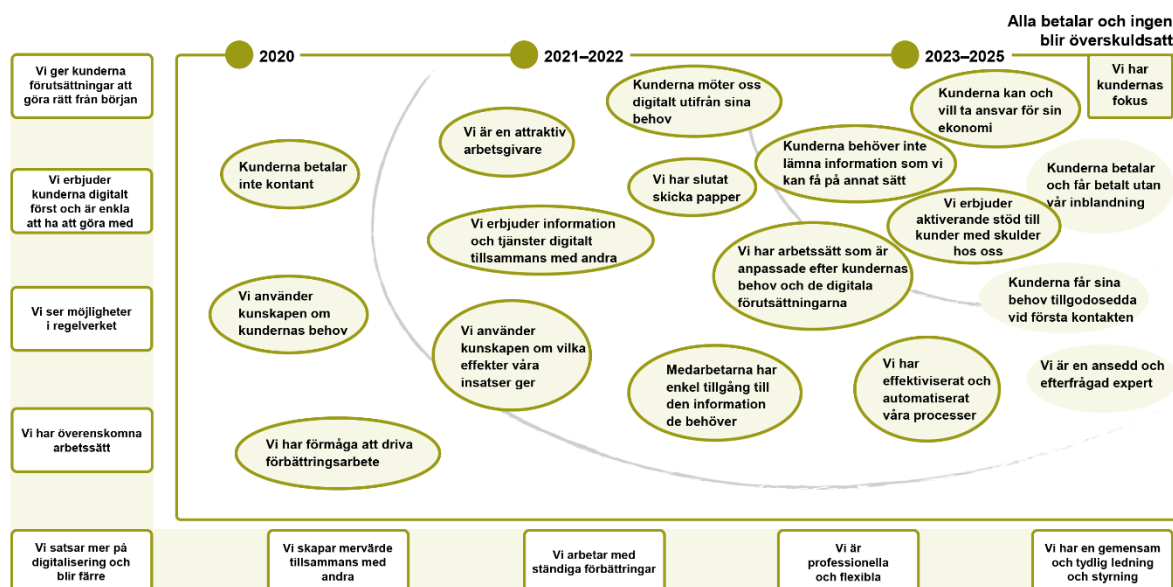 Alla betalar och ingen
blir överskuldsatt
2020
2021–2022
2023–2025
Vi ger kunderna
förutsättningar att
göra rätt från början
Vi erbjuder
kunderna digitalt
först och är enkla
att ha att göra med
Vi ser möjligheter
i regelverket
Vi har överenskomna
arbetssätt
Kunderna betalar
inte kontant
Vi använder
kunskapen om
kundernas behov
Vi har förmåga att driva
förbättringsarbete
Vi är en attraktiv
arbetsgivare
Vi erbjuder information
och tjänster digitalt
tillsammans med andra
Vi använder
kunskapen om vilka
effekter våra
insatser ger
Kunderna möter oss
digitalt utifrån sina
behov
Vi har slutat
skicka papper
Medarbetarna har
enkel tillgång till
den information
de behöver
Kunderna behöver inte
lämna information som vi
kan få på annat sätt
Vi har arbetssätt som är
anpassade efter kundernas
behov och de digitala
förutsättningarna
Kunderna kan och
vill ta ansvar för sin
ekonomi
Vi erbjuder
aktiverande stöd till
kunder med skulder
hos oss
Vi har
effektiviserat och
automatiserat
våra processer
Vi har
kundernas
fokus
Kunderna betalar
och får betalt utan
vår inblandning
Kunderna får sina
behov tillgodosedda
vid första kontakten
Vi är en ansedd och
efterfrågad expert
Vi satsar mer på
digitalisering och
blir färre
Vi skapar mervärde
tillsammans med
andra
Vi arbetar med
ständiga förbättringar
Vi är
professionella
och flexibla
Vi har en gemensam
och tydlig ledning
och styrning